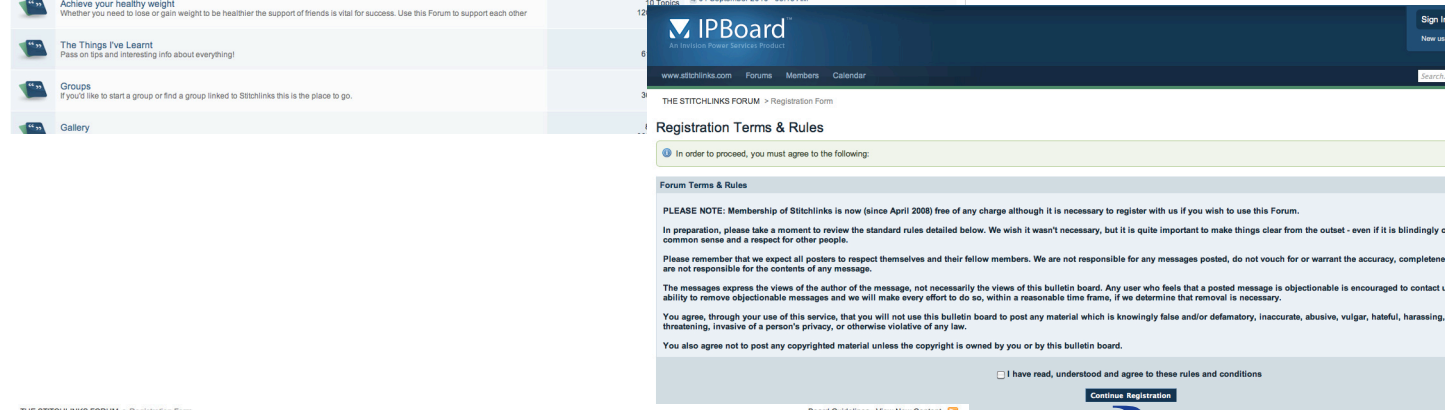 Achieve your healthy weight
Whether you need to lose or gain weight to be healthier the support of friends is vital for success. Use this Forum to support each other
The Things I've Learnt
Pass on tips and interesting info about everything!
Groups
If you'd like to start a group or find a group linked to Stitchlinks this is the place to go.
Gallery
10 Topics
IPBoard
An Invision Power Services Product
Sign In
New us
www.stitchlinks.com Forums Members Calendar
Search
THE STITCHLINKS FORUM > Registration Form
Registration Terms & Rules
In order to proceed, you must agree to the following:
Forum Terms & Rules
PLEASE NOTE: Membership of Stitchlinks is now (since April 2008) free of any charge although it is necessary to register with us if you wish to use this Forum.
In preparation, please take a moment to review the standard rules detailed below. We wish it wasn't necessary, but it is quite important to make things clear from the outset - even if it is blindingly
common sense and a respect for other people.
Please remember that we expect all posters to respect themselves and their fellow members. We are not responsible for any messages posted, do not vouch for or warrant the accuracy, completene
are not responsible for the contents of any message.
The messages express the views of the author of the message, not necessarily the views of this bulletin board. Any user who feels that a posted message is objectionable is encouraged to contact u
ability to remove objectionable messages and we will make every effort to do so, within a reasonable time frame, if we determine that removal is necessary.
You agree, through your use of this service, that you will not use this bulletin board to post any material which is knowingly false and/or defamatory, inaccurate, abusive, vulgar, hateful, harassing,
threatening, invasive of a person's privacy, or otherwise violative of any law.
You also agree not to post any copyrighted material unless the copyright is owned by you or by this bulletin board.
I have read, understood and agree to these rules and conditions
Continue Registration